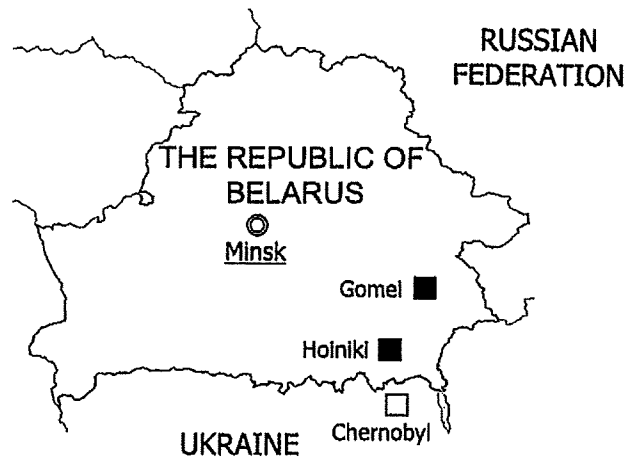 RUSSIAN
FEDERATION
THE REPUBLIC OF
BELARUS
Minsk
Gomel
Hoiniki
Chernobyl
UKRAINE